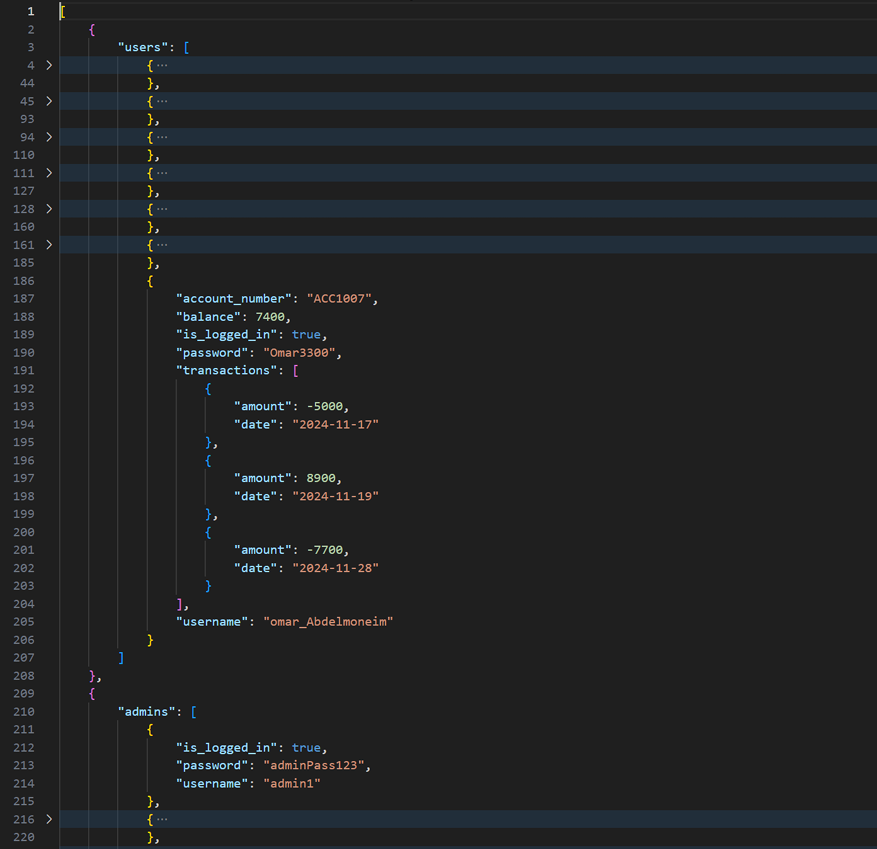 1 [
2 {
3 "users": [
4 > { ···
44 },
45 > { ···
93 },
94 > { ···
110 },
111 > { ···
127 },
128 > { ···
160 },
161 > { ···
185 },
186 {
187 "account_number": "ACC1007",
188 "balance": 7400,
189 "is_logged_in": true,
190 "password": "Omar3300",
191 "transactions": [
192 {
193 "amount": -5000,
194 "date": "2024-11-17"
195 },
196 {
197 "amount": 8900,
198 "date": "2024-11-19"
199 },
200 {
201 "amount": -7700,
202 "date": "2024-11-28"
203 }
204 ],
205 "username": "omar_Abdelmoneim"
206 }
207 ]
208 },
209 {
210 "admins": [
211 {
212 "is_logged_in": true,
213 "password": "adminPass123",
214 "username": "admin1"
215 },
216 > { ···
220 },